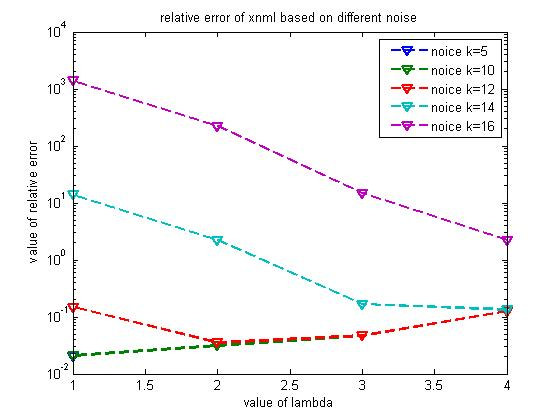 relative error of xnml based on different noise
10^4
10^3
10^2
10^1
10^0
10^-1
10^-2
value of relative error
noice k=5
noice k=10
noice k=12
noice k=14
noice k=16
1 1.5 2 2.5 3 3.5 4
value of lambda